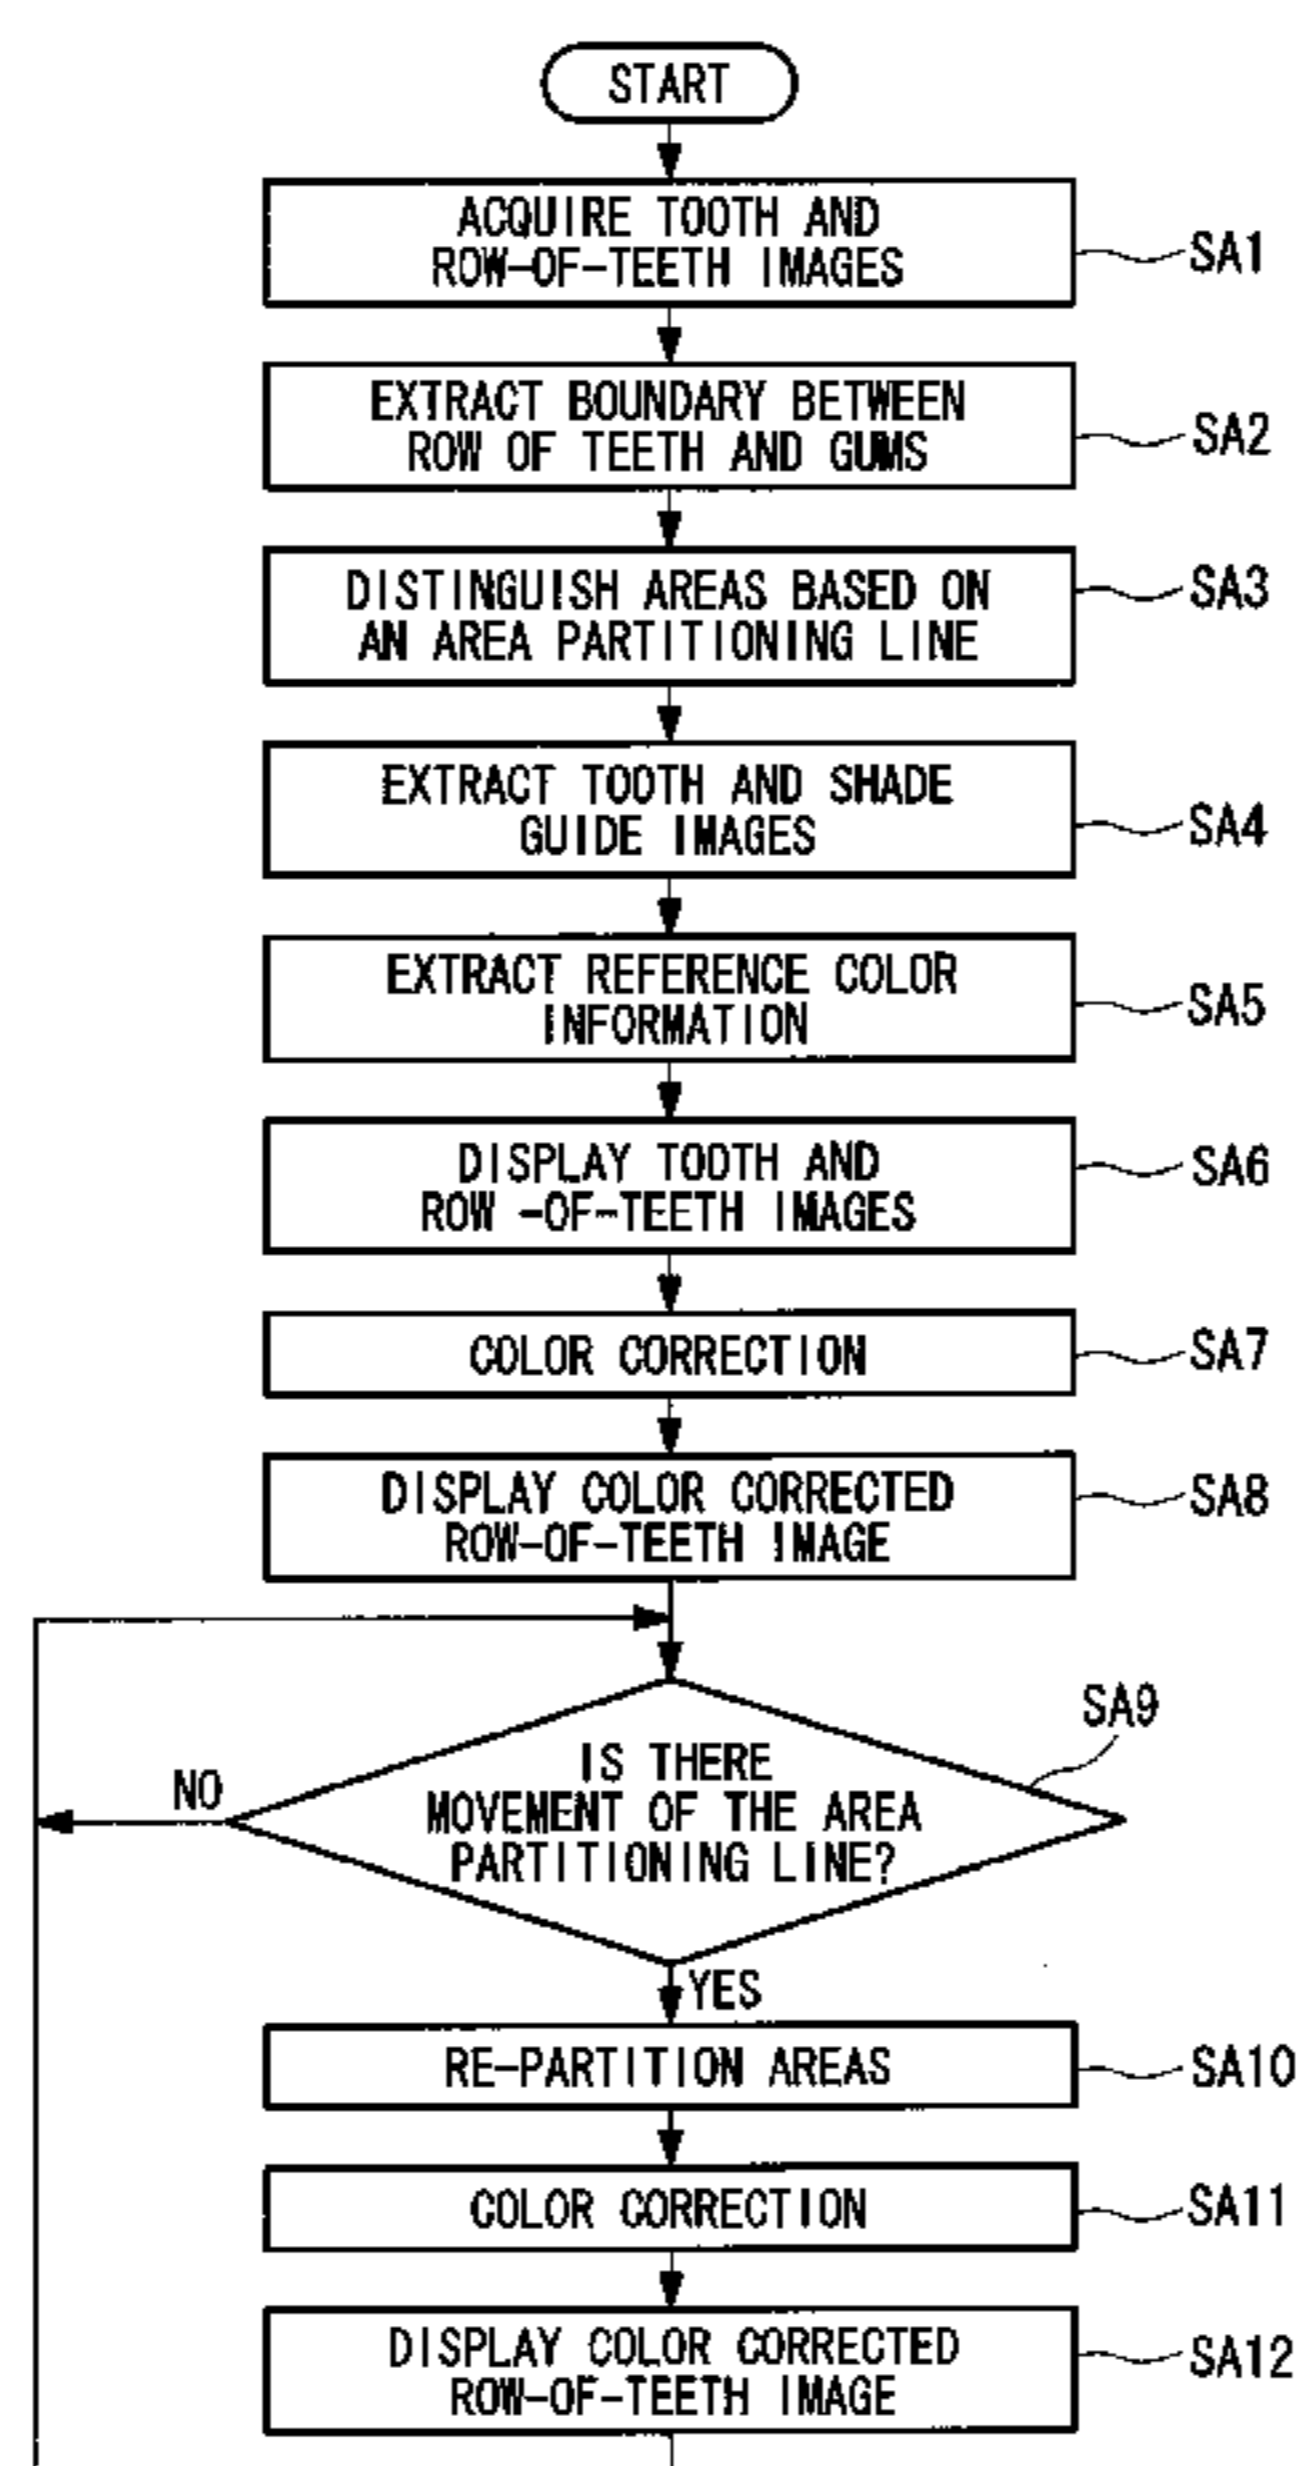 START
ACQUIRE TOOTH AND
ROW-OF-TEETH IMAGES
SA1
EXTRACT BOUNDARY BETWEEN
ROW OF TEETH AND GUMS
SA2
DISTINGUISH AREAS BASED ON
AN AREA PARTITIONING LINE
SA3
EXTRACT TOOTH AND SHADE
GUIDE IMAGES
SA4
EXTRACT REFERENCE COLOR
INFORMATION
SA5
DISPLAY TOOTH AND
ROW -OF-TEETH IMAGES
SA6
COLOR CORRECTION
SA7
DISPLAY COLOR CORRECTED
ROW-OF-TEETH IMAGE
SA8
SA9
IS THERE
MOVEMENT OF THE AREA
PARTITIONING LINE?
NO
YES
RE-PARTITION AREAS
SA10
COLOR CORRECTION
SA11
DISPLAY COLOR CORRECTED
ROW-OF-TEETH IMAGE
SA12